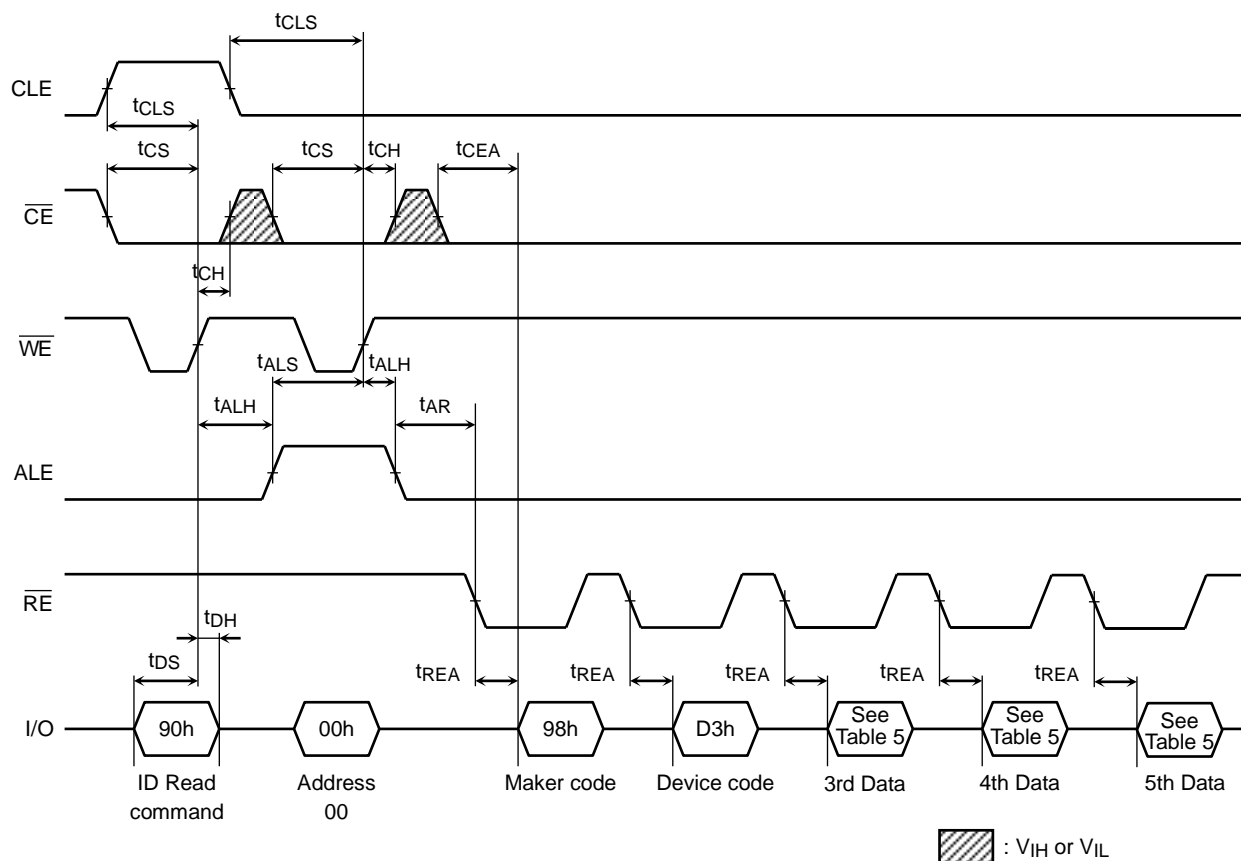 tCLS
CLE
tCLS
tCS
tCS
tCH
tCEA
CE
tCH
WE
tALS
tALH
tALH
tAR
ALE
RE
tDH
tDS
tREA
tREA
tREA
tREA
tREA
I/O
90h
00h
98h
D3h
See
Table 5
See
Table 5
See
Table 5
ID Read
command
Address
00
Maker code
Device code
3rd Data
4th Data
5th Data
: VIH or VIL